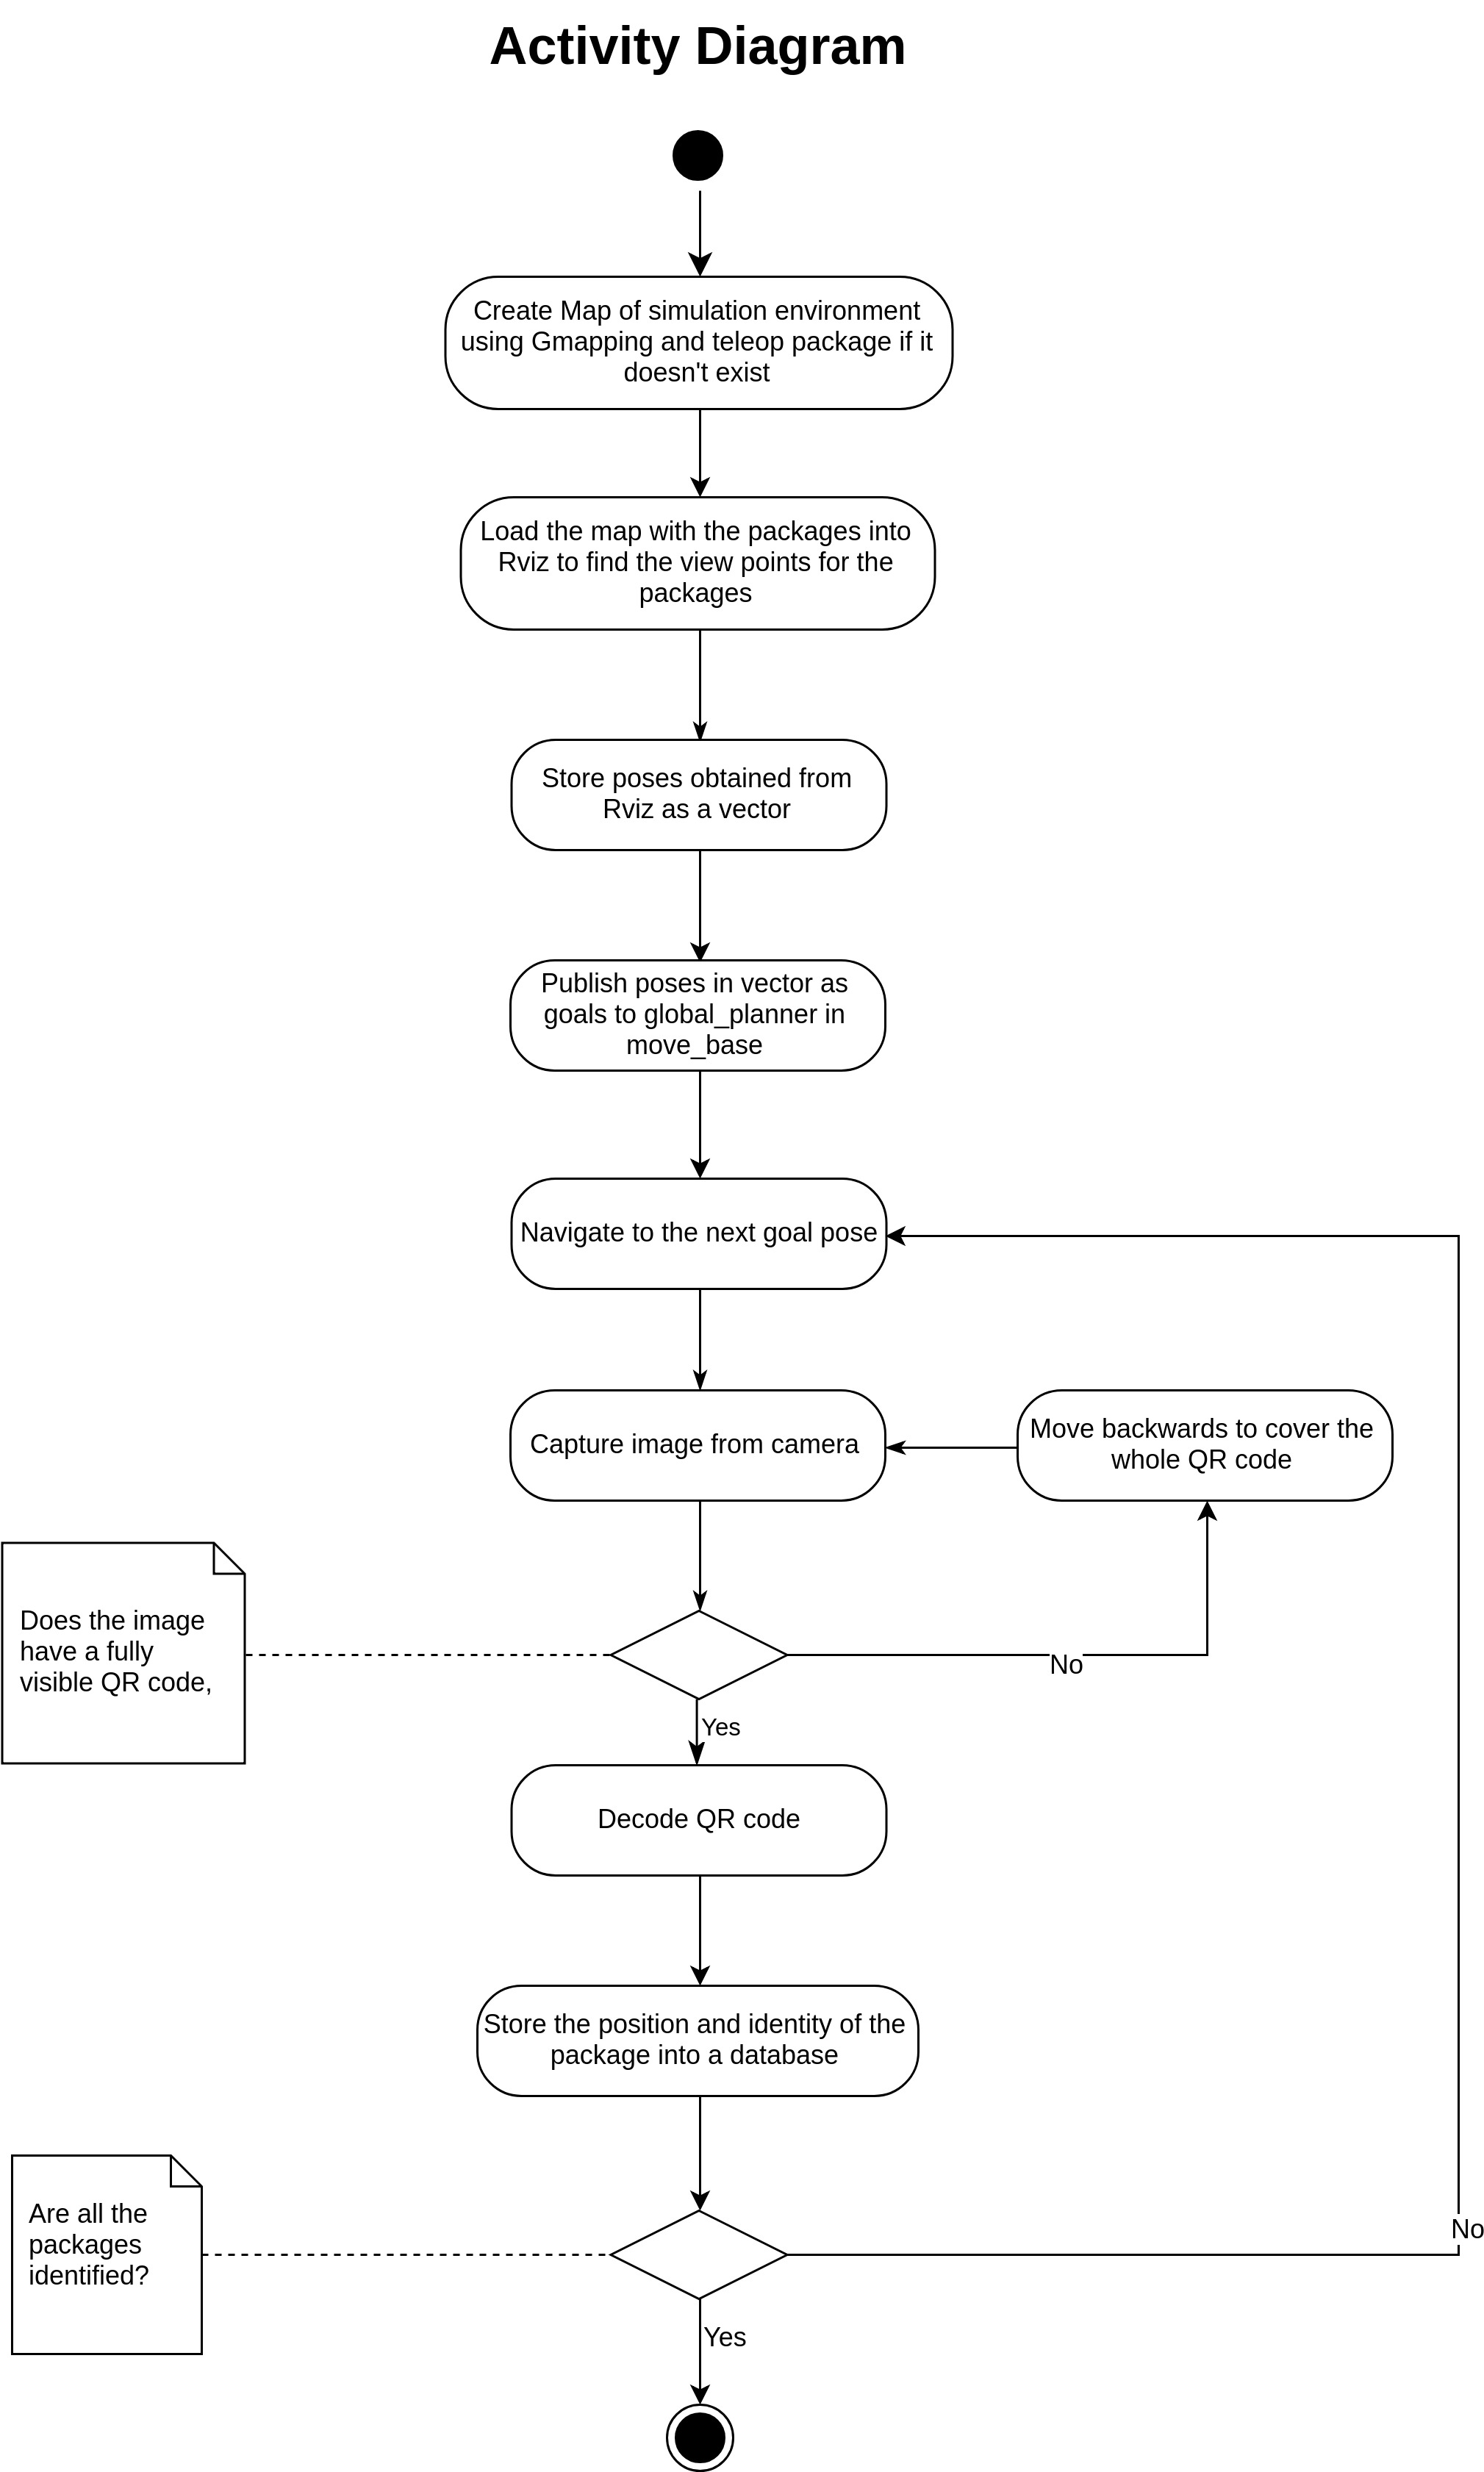 Activity Diagram
Create Map of simulation environment
using Gmapping and teleop package if it
doesn't exist
Load the map with the packages into
Rviz to find the view points for the
packages
Store poses obtained from
Rviz as a vector
Publish poses in vector as
goals to global_planner in
move_base
Navigate to the next goal pose
Capture image from camera
Move backwards to cover the
whole QR code
Does the image
have a fully
visible QR code,
No
Yes
Decode QR code
Store the position and identity of the
package into a database
Are all the
packages
identified?
No
Yes